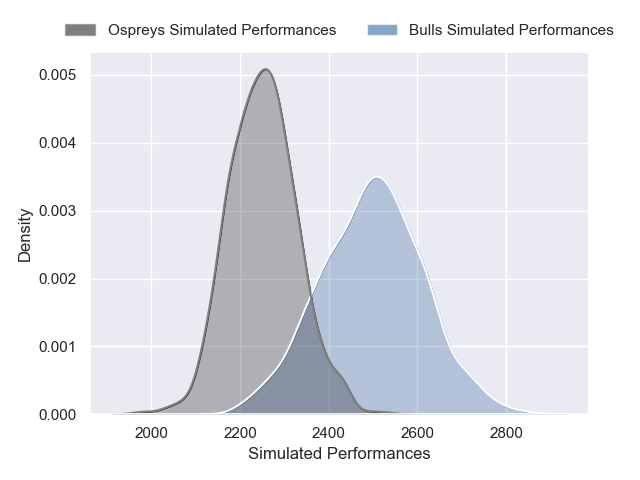 Ospreys Simulated Performances Bulls Simulated Performances
0.005
0.004
0.003
0.002
0.001
0.000
Density
2000 2200 2400 2600 2800
Simulated Performances